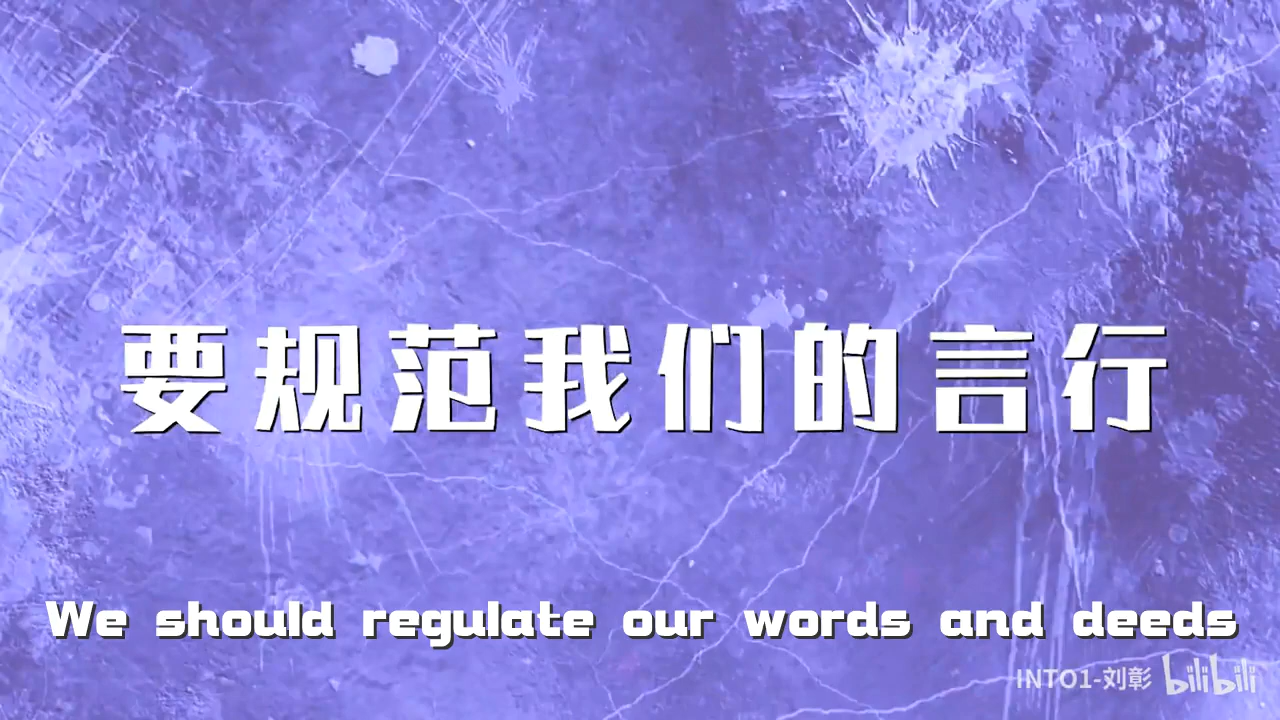 要规范我们的言行
We should regulate our words and deeds
INTO1-刘彰 bilibili